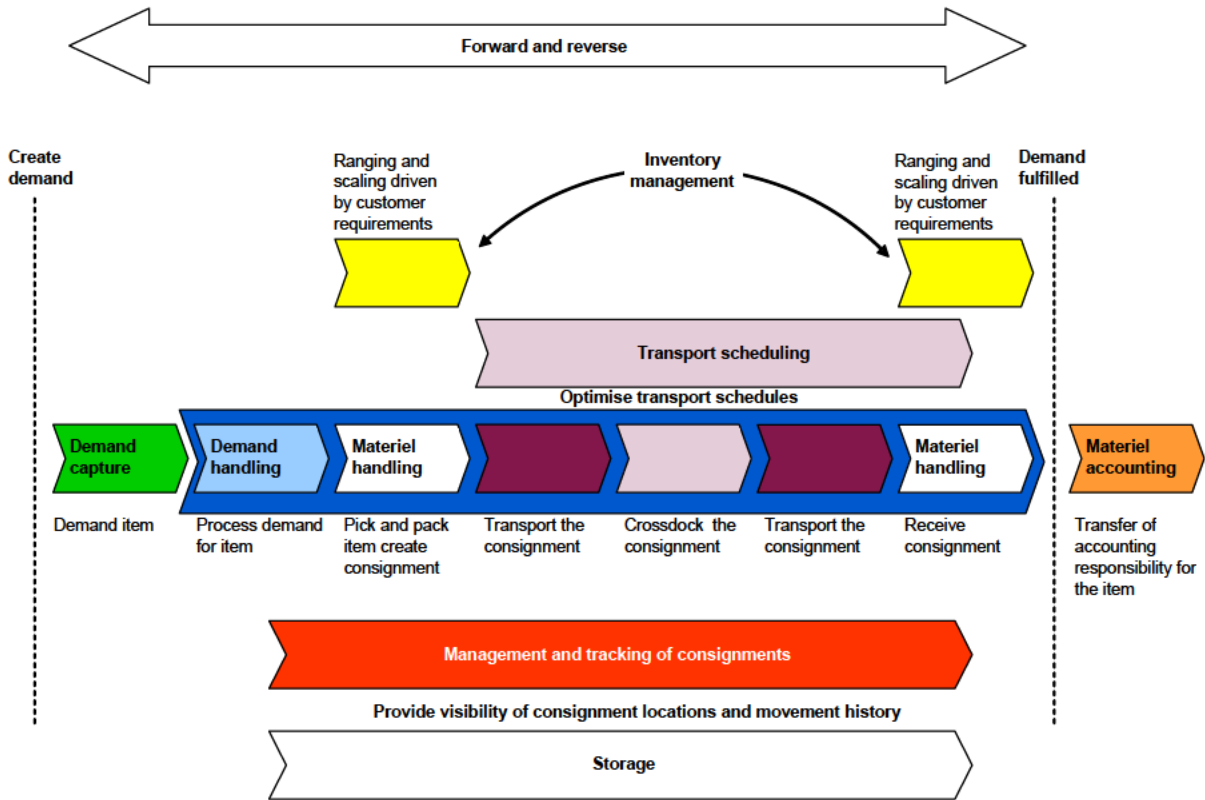 Forward and reverse
Create
demand
Ranging and
scaling driven
by customer
requirements
Inventory
management
Ranging and
scaling driven
by customer
requirements
Demand
fulfilled
Transport scheduling
Optimise transport schedules
Demand
capture
Demand
handling
Materiel
handling
Materiel
handling
Materiel
accounting
Demand item
Process demand
for item
Pick and pack
item create
consignment
Transport the
consignment
Crossdock the
consignment
Transport the
consignment
Receive
consignment
Transfer of
accounting
responsibility for
the item
Management and tracking of consignments
Provide visibility of consignment locations and movement history
Storage